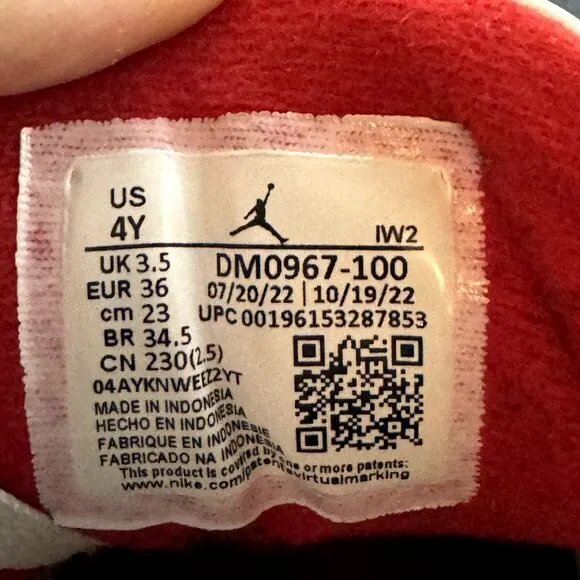 US
4Y
IW2
UK 3.5
DM0967-100
EUR 36
07/20/22 | 10/19/22
cm 23
UPC 00196153287853
BR 34.5
CN 230(2.5)
04AYKNWEEZ2YT
MADE IN INDONESIA
HECHO EN INDONESIA
FABRIQUE EN INDONESIE
FABRICADO NA INDONESIA
This product is covered by one or more patents:
www.nike.com/patents virtualmarking